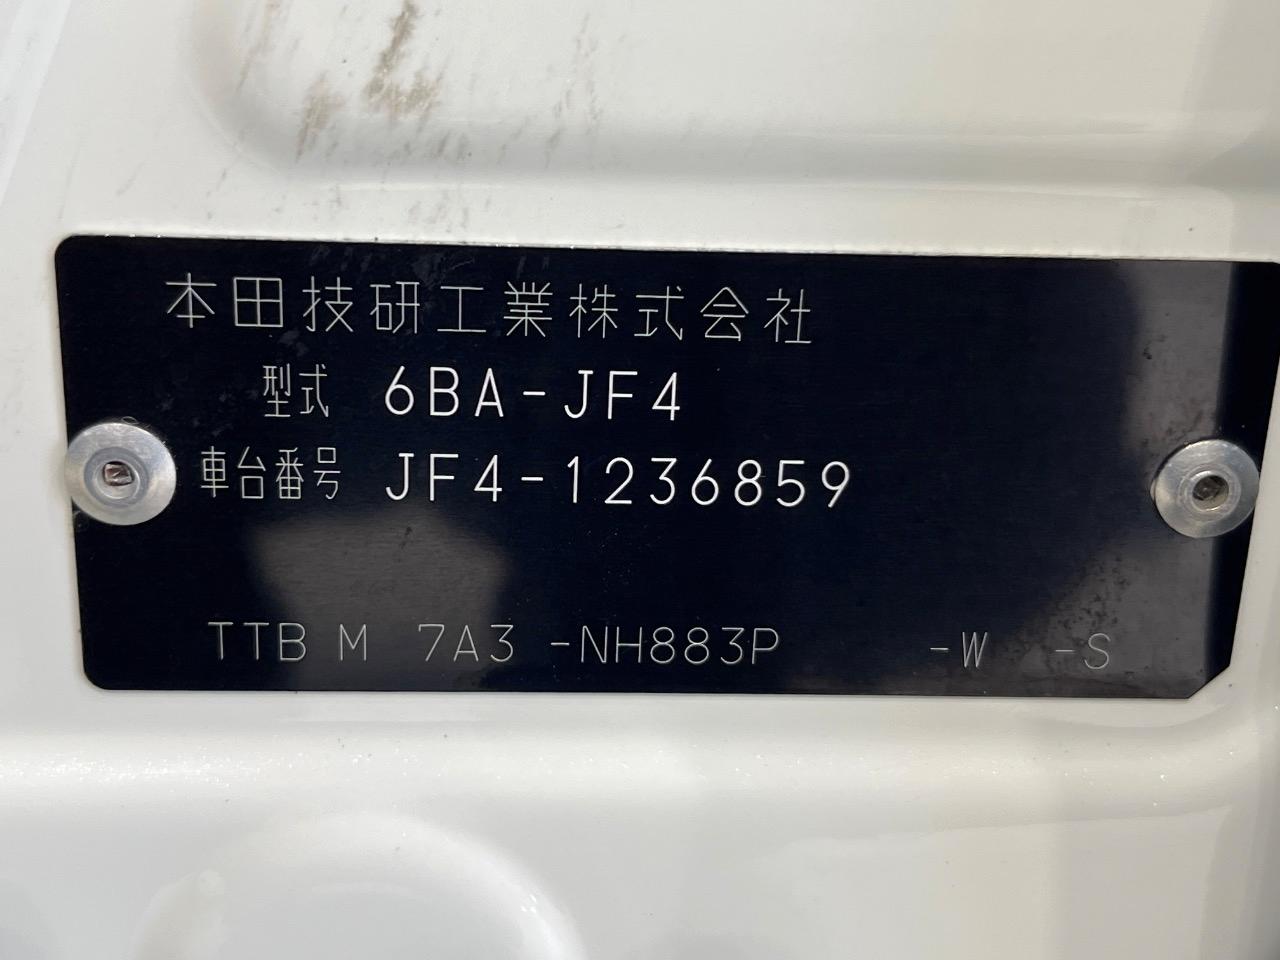 本田技研工業株式会社
型式 6BA-JF4
車台番号 JF4-1236859
TTB M 7A3 -NH883P -W -S